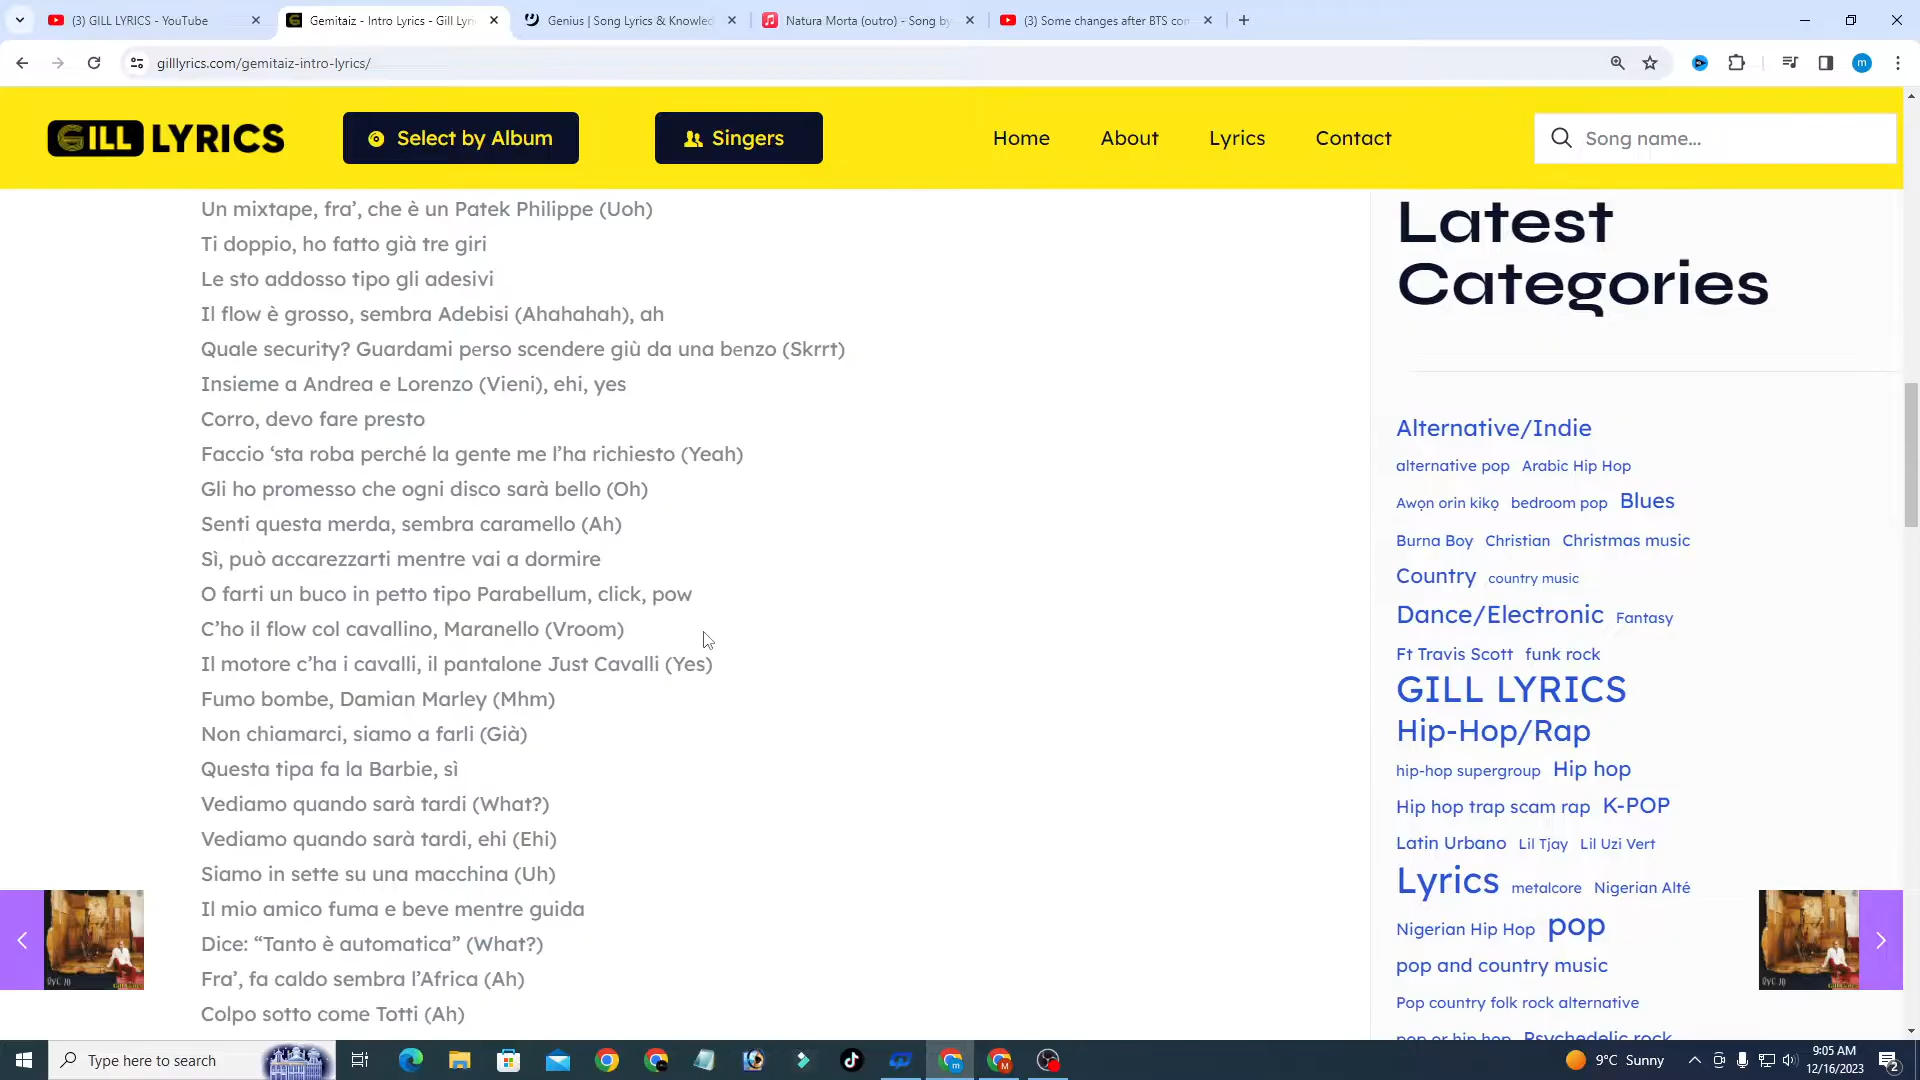 (3) GILL LYRICS - YouTube
Gemitaiz - Intro Lyrics - Gill Lyri
Genius | Song Lyrics & Knowled
Natura Morta (outro) - Song by
(3) Some changes after BTS com
gilllyrics.com/gemitaiz-intro-lyrics/
m
GILL LYRICS
Select by Album
Singers
Home
About
Lyrics
Contact
Song name...
Un mixtape, fra’, che è un Patek Philippe (Uoh)
Ti doppio, ho fatto già tre giri
Le sto addosso tipo gli adesivi
Il flow è grosso, sembra Adebisi (Ahahahah), ah
Quale security? Guardami perso scendere giù da una benzo (Skrrt)
Insieme a Andrea e Lorenzo (Vieni), ehi, yes
Corro, devo fare presto
Faccio ‘sta roba perché la gente me l’ha richiesto (Yeah)
Gli ho promesso che ogni disco sarà bello (Oh)
Senti questa merda, sembra caramello (Ah)
Sì, può accarezzarti mentre vai a dormire
O farti un buco in petto tipo Parabellum, click, pow
C’ho il flow col cavallino, Maranello (Vroom)
Il motore c’ha i cavalli, il pantalone Just Cavalli (Yes)
Fumo bombe, Damian Marley (Mhm)
Non chiamarci, siamo a farli (Già)
Questa tipa fa la Barbie, sì
Vediamo quando sarà tardi (What?)
Vediamo quando sarà tardi, ehi (Ehi)
Siamo in sette su una macchina (Uh)
Il mio amico fuma e beve mentre guida
Dice: “Tanto è automatica” (What?)
Fra’, fa caldo sembra l’Africa (Ah)
Colpo sotto come Totti (Ah)
Latest
Categories
Alternative/Indie
alternative pop Arabic Hip Hop
Awọn orin kikọ bedroom pop Blues
Burna Boy Christian Christmas music
Country country music
Dance/Electronic Fantasy
Ft Travis Scott funk rock
GILL LYRICS
Hip-Hop/Rap
hip-hop supergroup Hip hop
Hip hop trap scam rap K-POP
Latin Urbano Lil Tjay Lil Uzi Vert
Lyrics metalcore Nigerian Alté
Nigerian Hip Hop pop
pop and country music
Pop country folk rock alternative
pop or hip hop Psychedelic rock
Type here to search
9°C Sunny
9:05 AM
12/16/2023
2